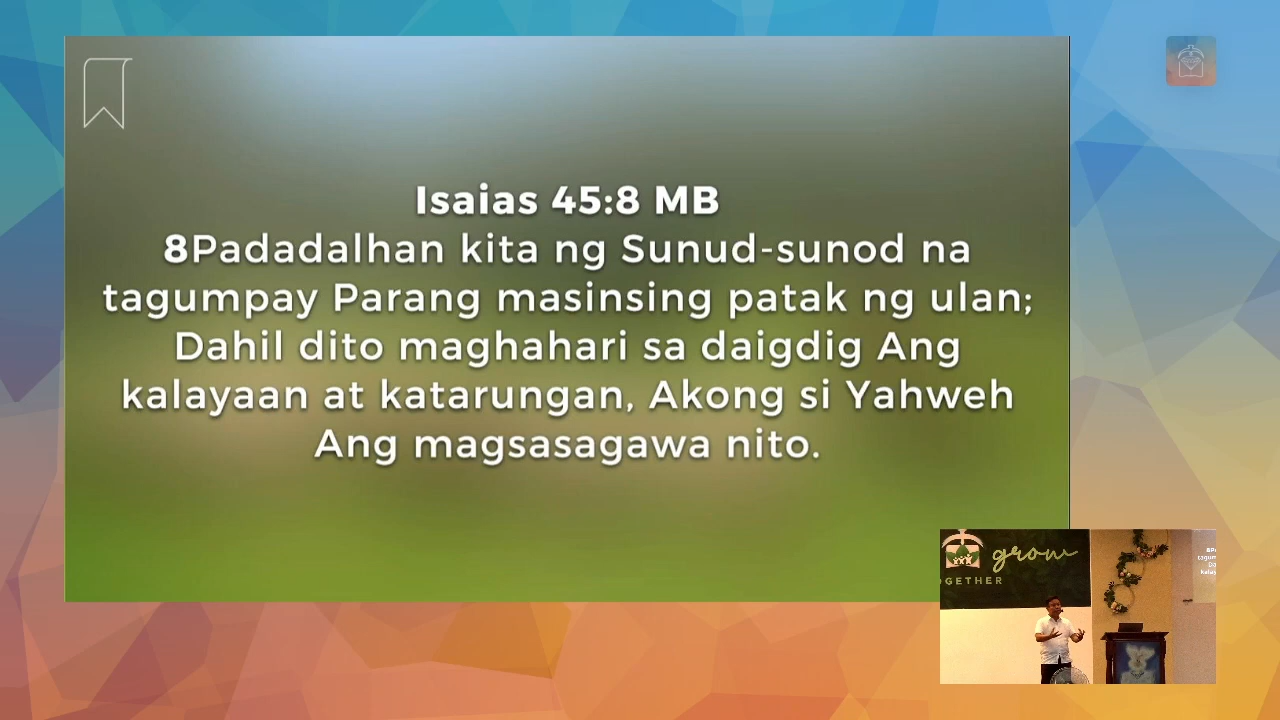 Isaias 45:8 MB
8Padadalhan kita ng Sunud-sunod na
tagumpay Parang masinsing patak ng ulan;
Dahil dito maghahari sa daigdig Ang
kalayaan at katarungan, Akong si Yahweh
Ang magsasagawa nito.
grow
OGETHER